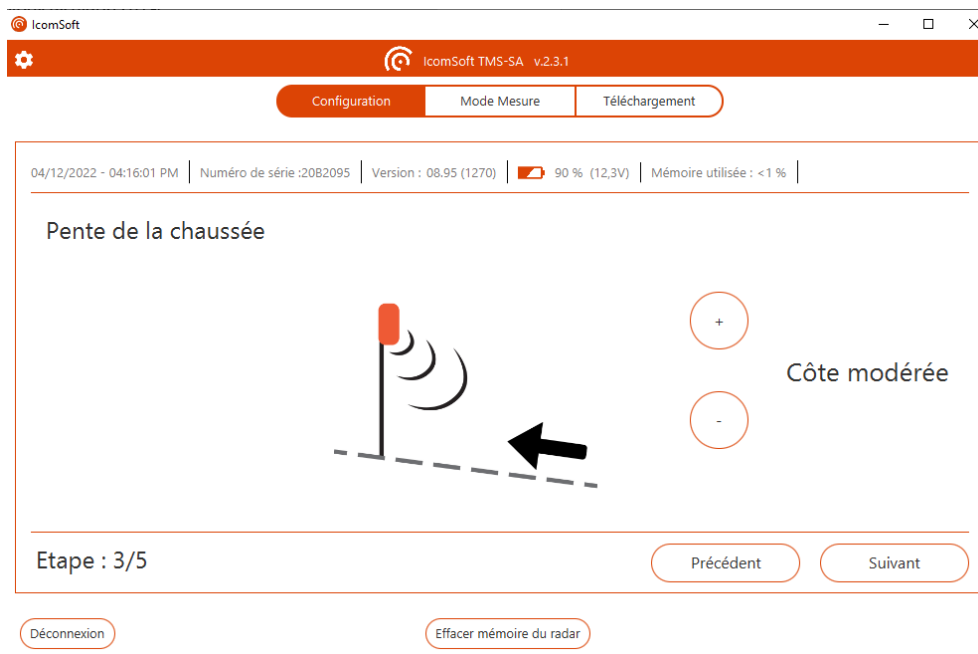 IcomSoft
IcomSoft TMS-SA v.2.3.1
Configuration Mode Mesure Téléchargement
04/12/2022 - 04:16:01 PM Numéro de série :20B2095 Version : 08.95 (1270) 90 % (12,3V) Mémoire utilisée : <1 %
Pente de la chaussée
+
Côte modérée
-
Etape : 3/5 Précédent Suivant
Déconnexion Effacer mémoire du radar